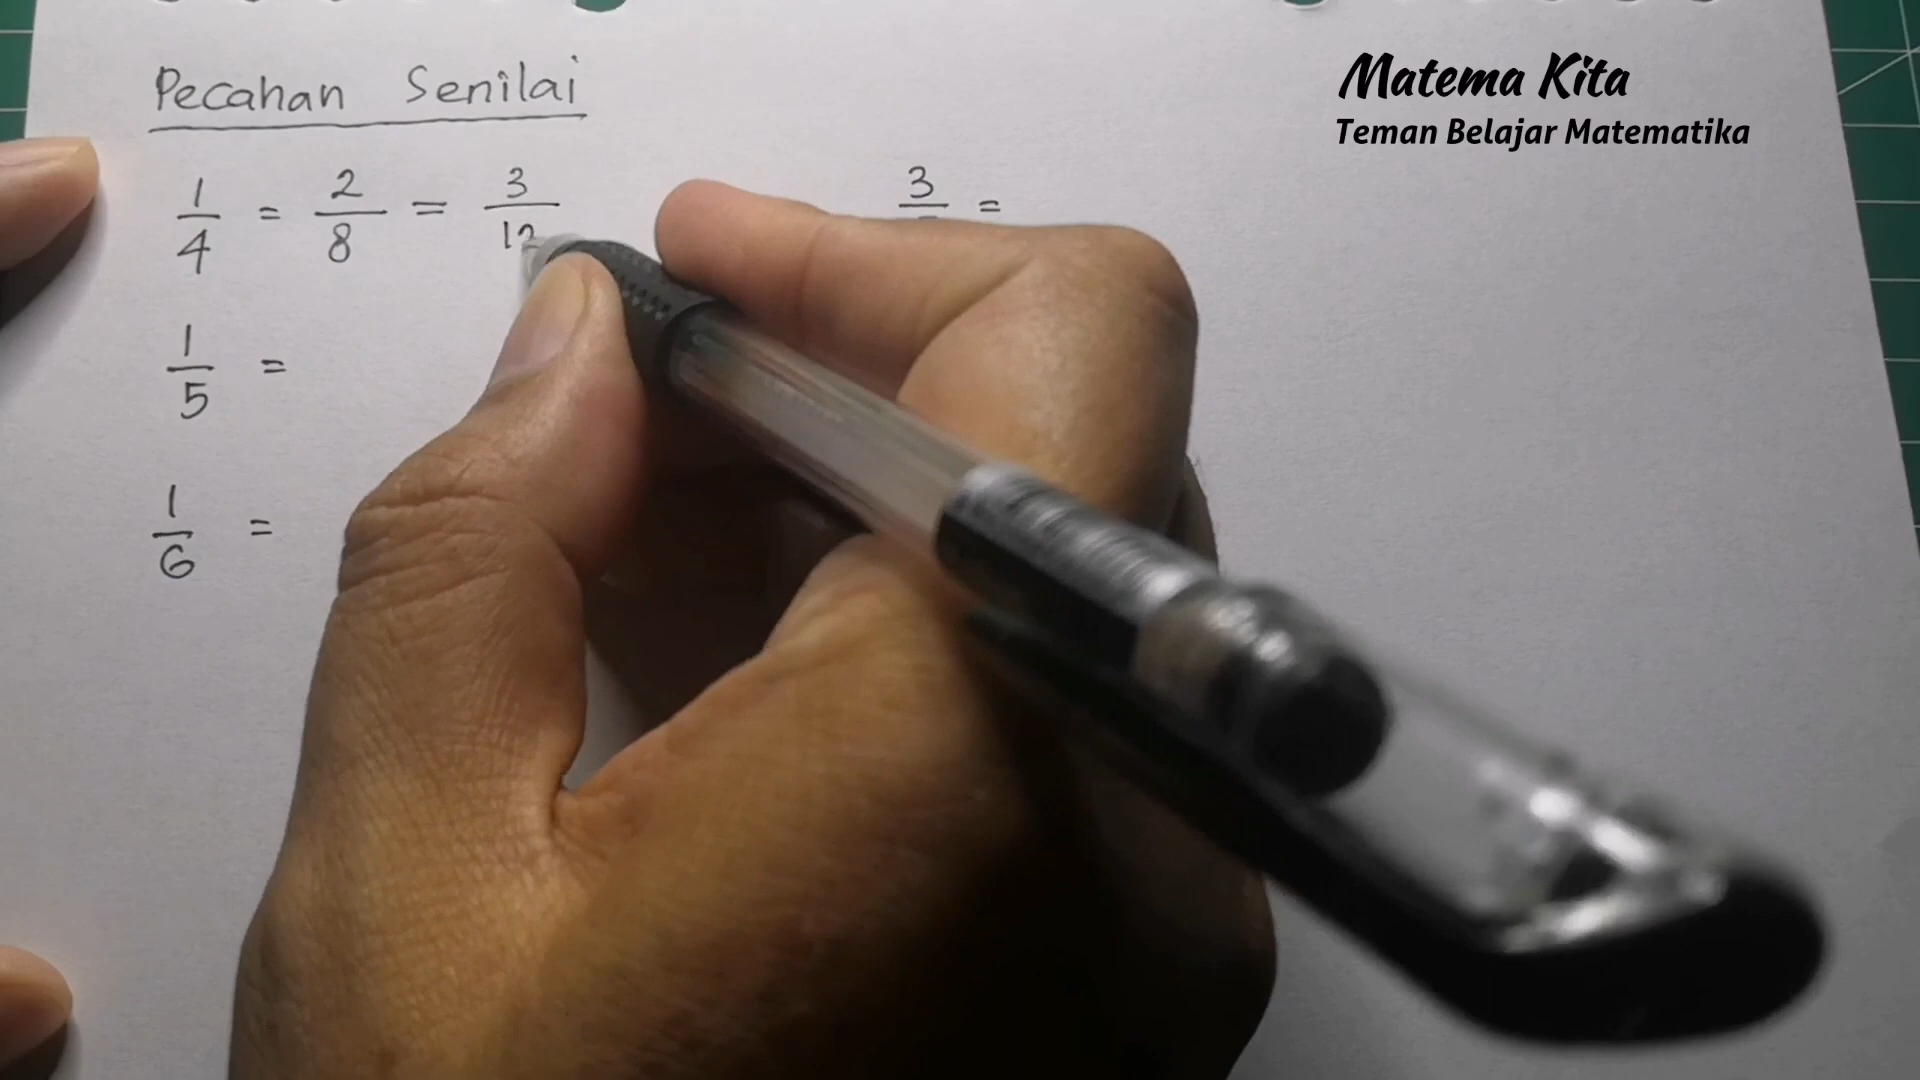 Pecahan Senilai
Matema Kita
Teman Belajar Matematika
1/4 = 2/8 = 3/12
3/ =
1/5 =
1/6 =